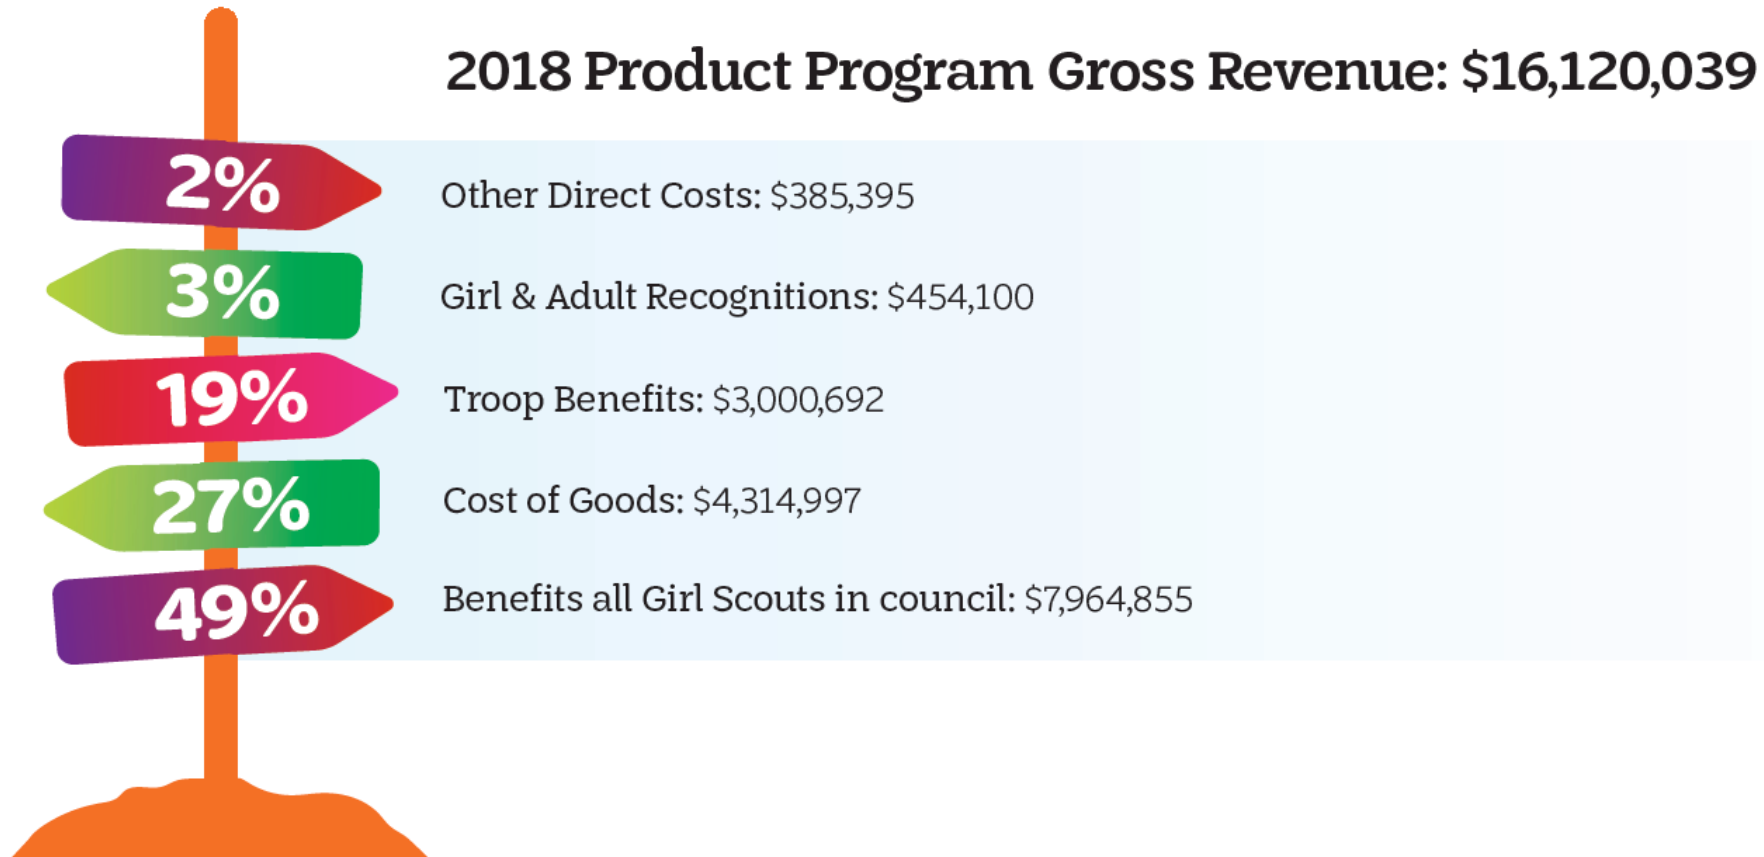 2018 Product Program Gross Revenue: $16,120,039
2% Other Direct Costs: $385,395
3% Girl & Adult Recognitions: $454,100
19% Troop Benefits: $3,000,692
27% Cost of Goods: $4,314,997
49% Benefits all Girl Scouts in council: $7,964,855